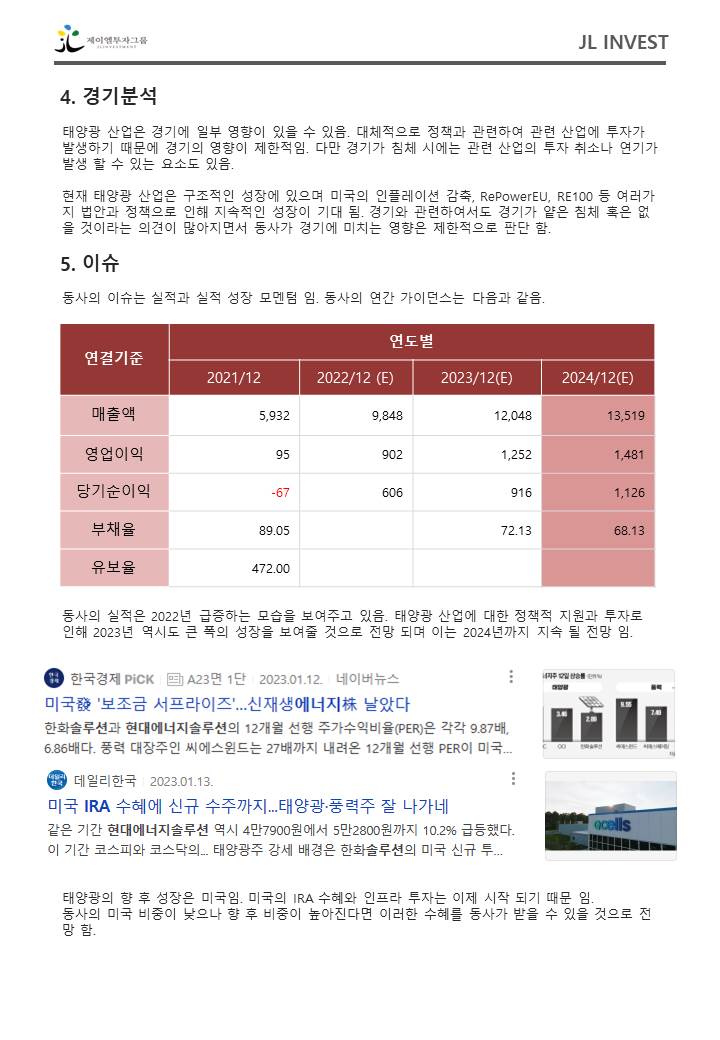 제이엘투자그룹
JL INVESTMENT
JL INVEST
4. 경기분석
태양광 산업은 경기에 일부 영향이 있을 수 있음. 대체적으로 정책과 관련하여 관련 산업에 투자가
발생하기 때문에 경기의 영향이 제한적임. 다만 경기가 침체 시에는 관련 산업의 투자 취소나 연기가
발생 할 수 있는 요소도 있음.
현재 태양광 산업은 구조적인 성장에 있으며 미국의 인플레이션 감축, RePowerEU, RE100 등 여러가
지 법안과 정책으로 인해 지속적인 성장이 기대 됨. 경기와 관련하여서도 경기가 얕은 침체 혹은 없
을 것이라는 의견이 많아지면서 동사가 경기에 미치는 영향은 제한적으로 판단 함.
5. 이슈
동사의 이슈는 실적과 실적 성장 모멘텀 임. 동사의 연간 가이던스는 다음과 같음.
연결기준 연도별
2021/12 2022/12 (E) 2023/12(E) 2024/12(E)
매출액 5,932 9,848 12,048 13,519
영업이익 95 902 1,252 1,481
당기순이익 -67 606 916 1,126
부채율 89.05 72.13 68.13
유보율 472.00
동사의 실적은 2022년 급증하는 모습을 보여주고 있음. 태양광 산업에 대한 정책적 지원과 투자로
인해 2023년 역시도 큰 폭의 성장을 보여줄 것으로 전망 되며 이는 2024년까지 지속 될 전망 임.
한국경제 PiCK A23면 1단 2023.01.12. 네이버뉴스
미국發 '보조금 서프라이즈'...신재생에너지株 날았다
한화솔루션과 현대에너지솔루션의 12개월 선행 주가수익비율(PER)은 각각 9.87배,
6.86배다. 풍력 대장주인 씨에스윈드는 27배까지 내려온 12개월 선행 PER이 미국...
태양광 풍력
3.46 2.80 9.55 7.40
OCI 한화솔루션 씨에스윈드
데일리한국 2023.01.13.
미국 IRA 수혜에 신규 수주까지...태양광·풍력주 잘 나가네
같은 기간 현대에너지솔루션 역시 4만7900원에서 5만2800원까지 10.2% 급등했다.
이 기간 코스피와 코스닥의... 태양광주 강세 배경은 한화솔루션의 미국 신규 투...
Qcells
태양광의 향 후 성장은 미국임. 미국의 IRA 수혜와 인프라 투자는 이제 시작 되기 때문 임.
동사의 미국 비중이 낮으나 향 후 비중이 높아진다면 이러한 수혜를 동사가 받을 수 있을 것으로 전
망 함.